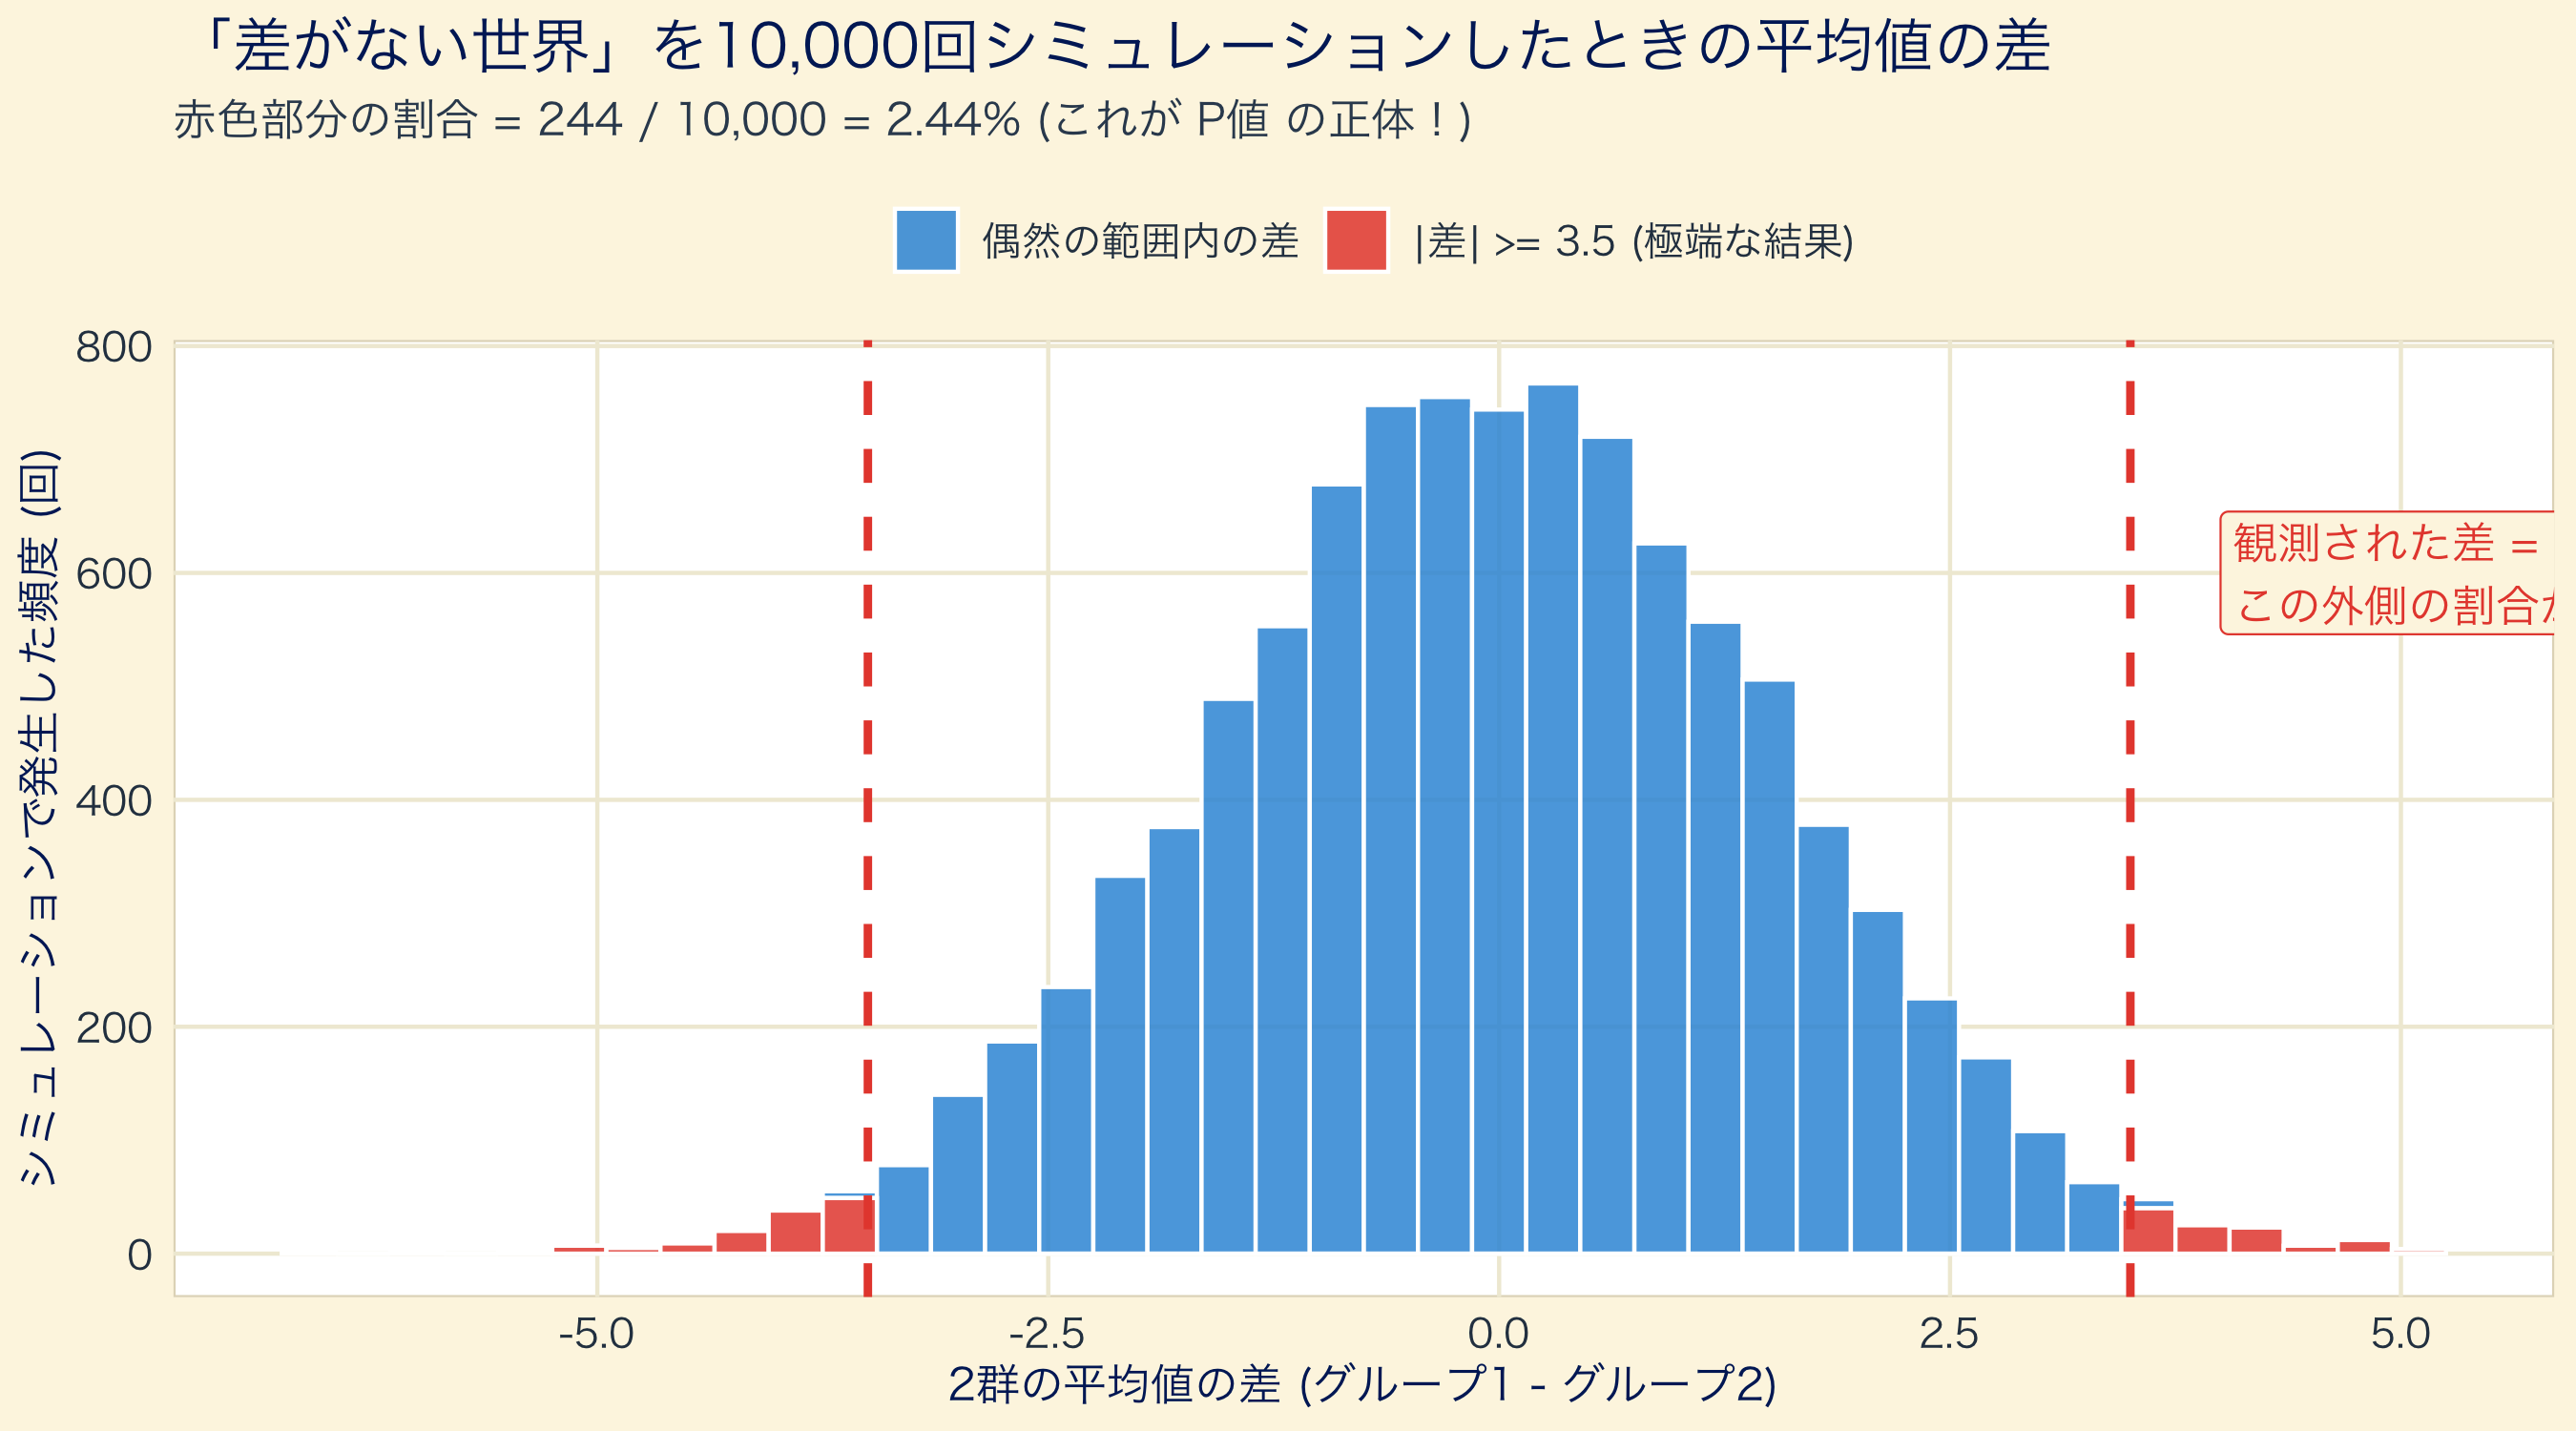 「差がない世界」を10,000回シミュレーションしたときの平均値の差
赤色部分の割合 = 244 / 10,000 = 2.44% (これが P値 の正体！)
偶然の範囲内の差
|差| >= 3.5 (極端な結果)
シミュレーションで発生した頻度 (回)
800
600
400
200
0
観測された差 =
この外側の割合
-5.0
-2.5
0.0
2.5
5.0
2群の平均値の差 (グループ1 - グループ2)